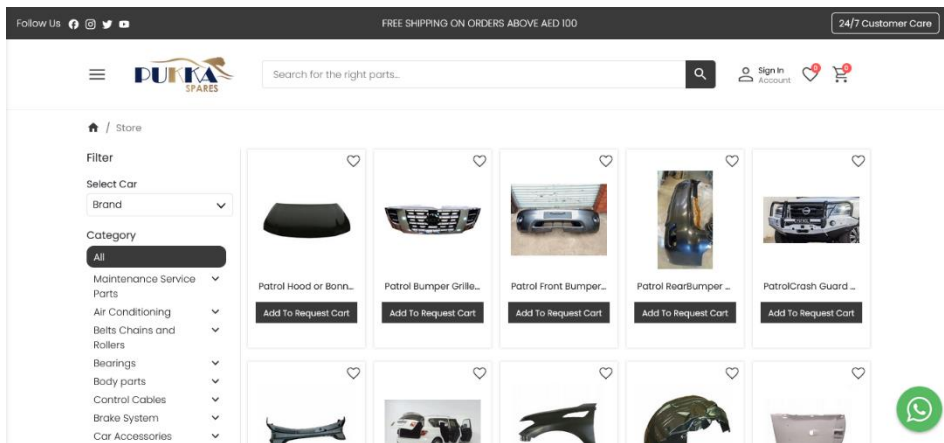 Follow Us
FREE SHIPPING ON ORDERS ABOVE AED 100
24/7 Customer Care
PUKKA
SPARES
Search for the right parts...
Sign In
Account
0
0
/ Store
Filter
Select Car
Brand
Category
All
Maintenance Service
Parts
Air Conditioning
Belts Chains and
Rollers
Bearings
Body parts
Control Cables
Brake System
Car Accessories
Patrol Hood or Bonn...
Patrol Bumper Grille...
Patrol Front Bumper...
Patrol RearBumper ...
PatrolCrash Guard ...
Add To Request Cart
Add To Request Cart
Add To Request Cart
Add To Request Cart
Add To Request Cart